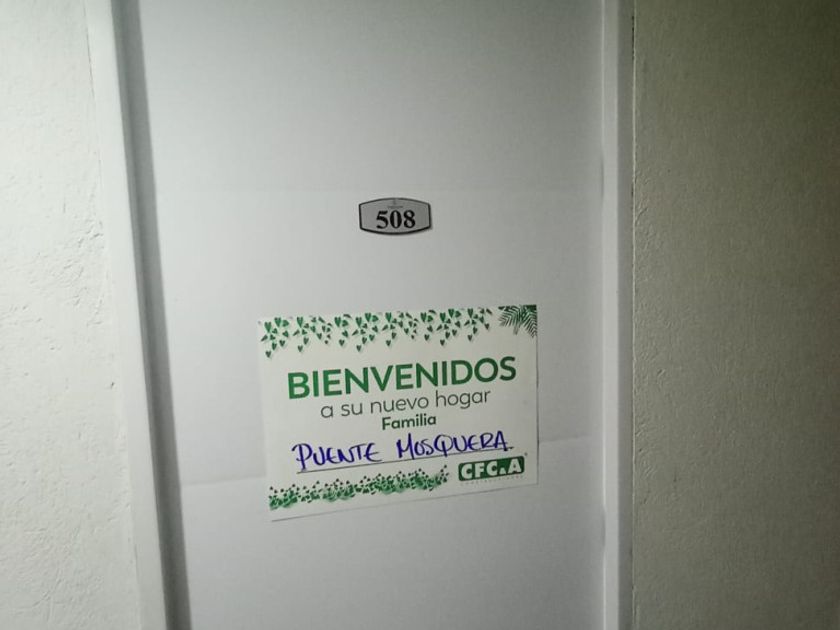 508
BIENVENIDOS
a su nuevo hogar
Familia
PUENTE MOSQUERA
CFC.A